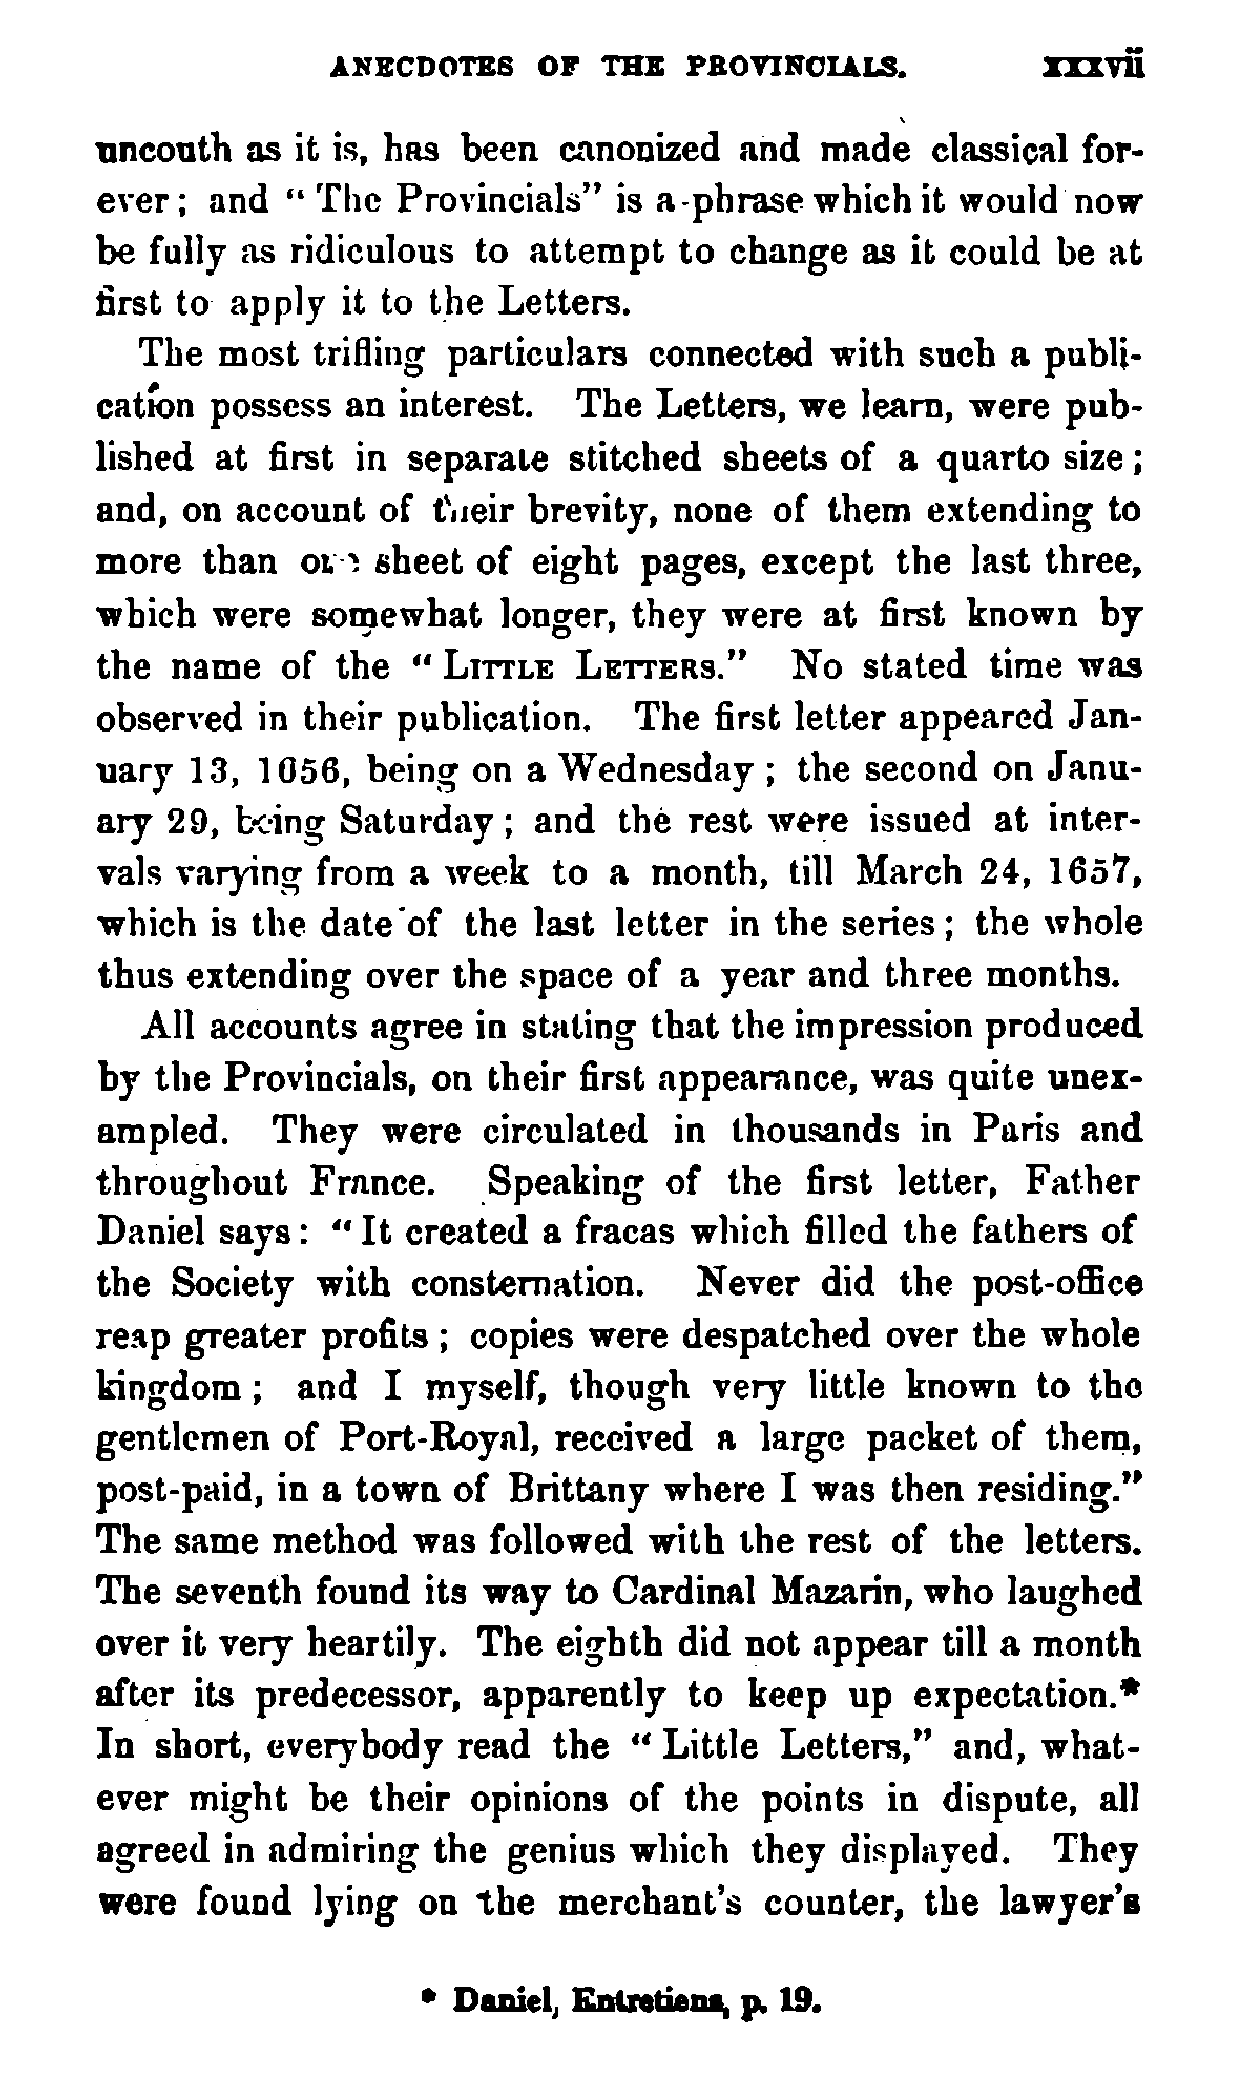 ANECDOTES OF THE PROVINCIALS. xxxvii
uncouth as it is, has been canonized and made classical for-
ever; and "The Provincials" is a phrase which it would now
be fully as ridiculous to attempt to change as it could be at
first to apply it to the Letters.
The most trifling particulars connected with such a publi-
cation possess an interest. The Letters, we learn, were pub-
lished at first in separate stitched sheets of a quarto size;
and, on account of their brevity, none of them extending to
more than one sheet of eight pages, except the last three,
which were somewhat longer, they were at first known by
the name of the "LITTLE LETTERS." No stated time was
observed in their publication. The first letter appeared Jan-
uary 13, 1656, being on a Wednesday; the second on Janu-
ary 29, being Saturday; and the rest were issued at inter-
vals varying from a week to a month, till March 24, 1657,
which is the date of the last letter in the series; the whole
thus extending over the space of a year and three months.
All accounts agree in stating that the impression produced
by the Provincials, on their first appearance, was quite unex-
ampled. They were circulated in thousands in Paris and
throughout France. Speaking of the first letter, Father
Daniel says: "It created a fracas which filled the fathers of
the Society with consternation. Never did the post-office
reap greater profits; copies were despatched over the whole
kingdom; and I myself, though very little known to the
gentlemen of Port-Royal, received a large packet of them,
post-paid, in a town of Brittany where I was then residing."
The same method was followed with the rest of the letters.
The seventh found its way to Cardinal Mazarin, who laughed
over it very heartily. The eighth did not appear till a month
after its predecessor, apparently to keep up expectation.*
In short, everybody read the "Little Letters," and, what-
ever might be their opinions of the points in dispute, all
agreed in admiring the genius which they displayed. They
were found lying on the merchant's counter, the lawyer's
* Daniel, Entretiens, p. 19.